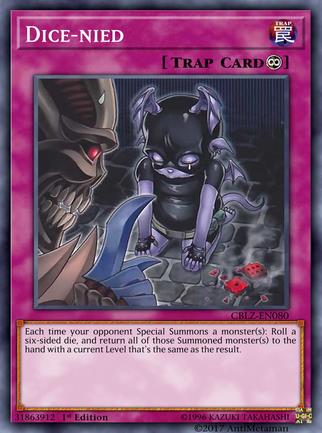 DICE-NIED
TRAP
罠
[TRAP CARD∞]
CBLZ-EN080
Each time your opponent Special Summons a monster(s): Roll a
six-sided die, and return all of those Summoned monster(s) to the
hand with a current Level that's the same as the result.
31863912 1st Edition ©1996 KAZUKI TAKAHASHI
©2017 AntiMetaman